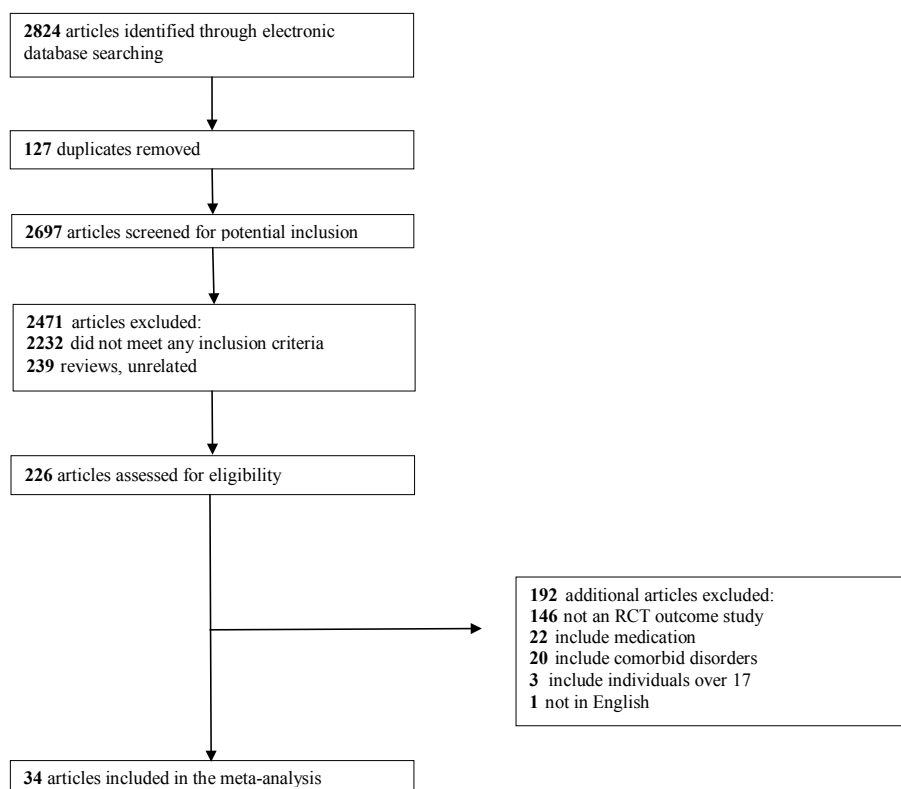 2824 articles identified through electronic
database searching
127 duplicates removed
2697 articles screened for potential inclusion
2471 articles excluded:
2232 did not meet any inclusion criteria
239 reviews, unrelated
226 articles assessed for eligibility
192 additional articles excluded:
146 not an RCT outcome study
22 include medication
20 include comorbid disorders
3 include individuals over 17
1 not in English
34 articles included in the meta-analysis